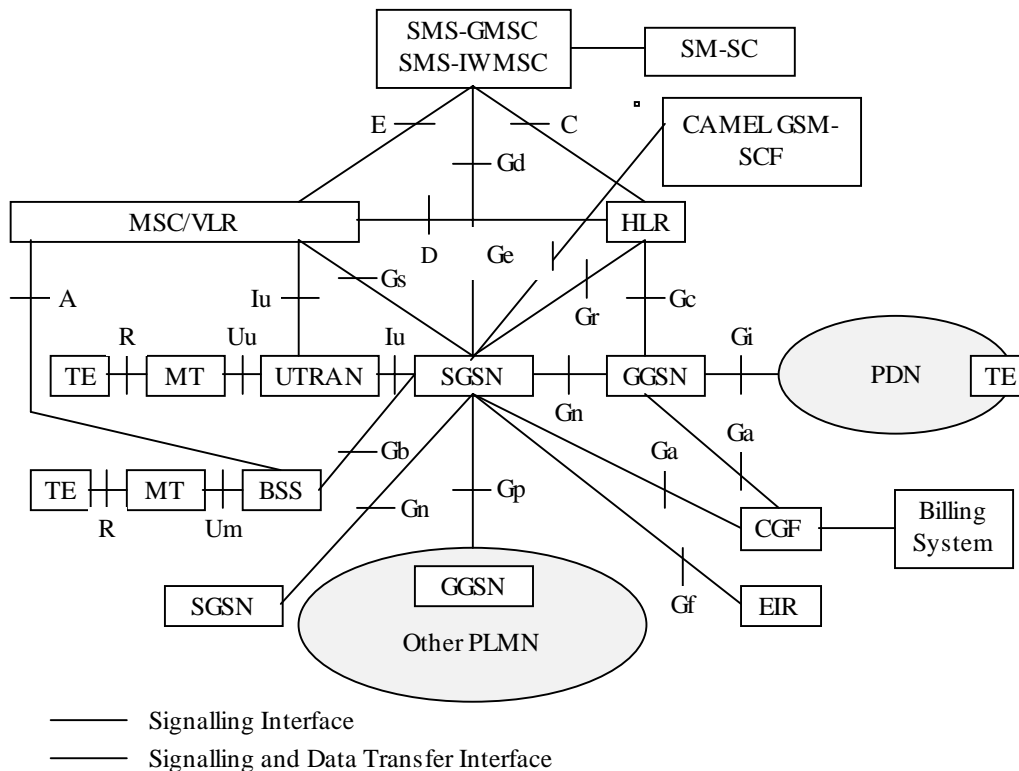 SMS-GMSC
SMS-IWMSC
SM-SC
E
C
CAMEL GSM-
SCF
Gd
MSC/VLR
HLR
D
Ge
Gs
A
Iu
Gr
Gc
R
Uu
Iu
Gi
TE
MT
UTRAN
SGSN
GGSN
PDN
TE
Gn
Gb
Ga
Ga
TE
MT
BSS
Gp
R
Um
Gn
CGF
Billing
System
SGSN
GGSN
Gf
EIR
Other PLMN
Signalling Interface
Signalling and Data Transfer Interface